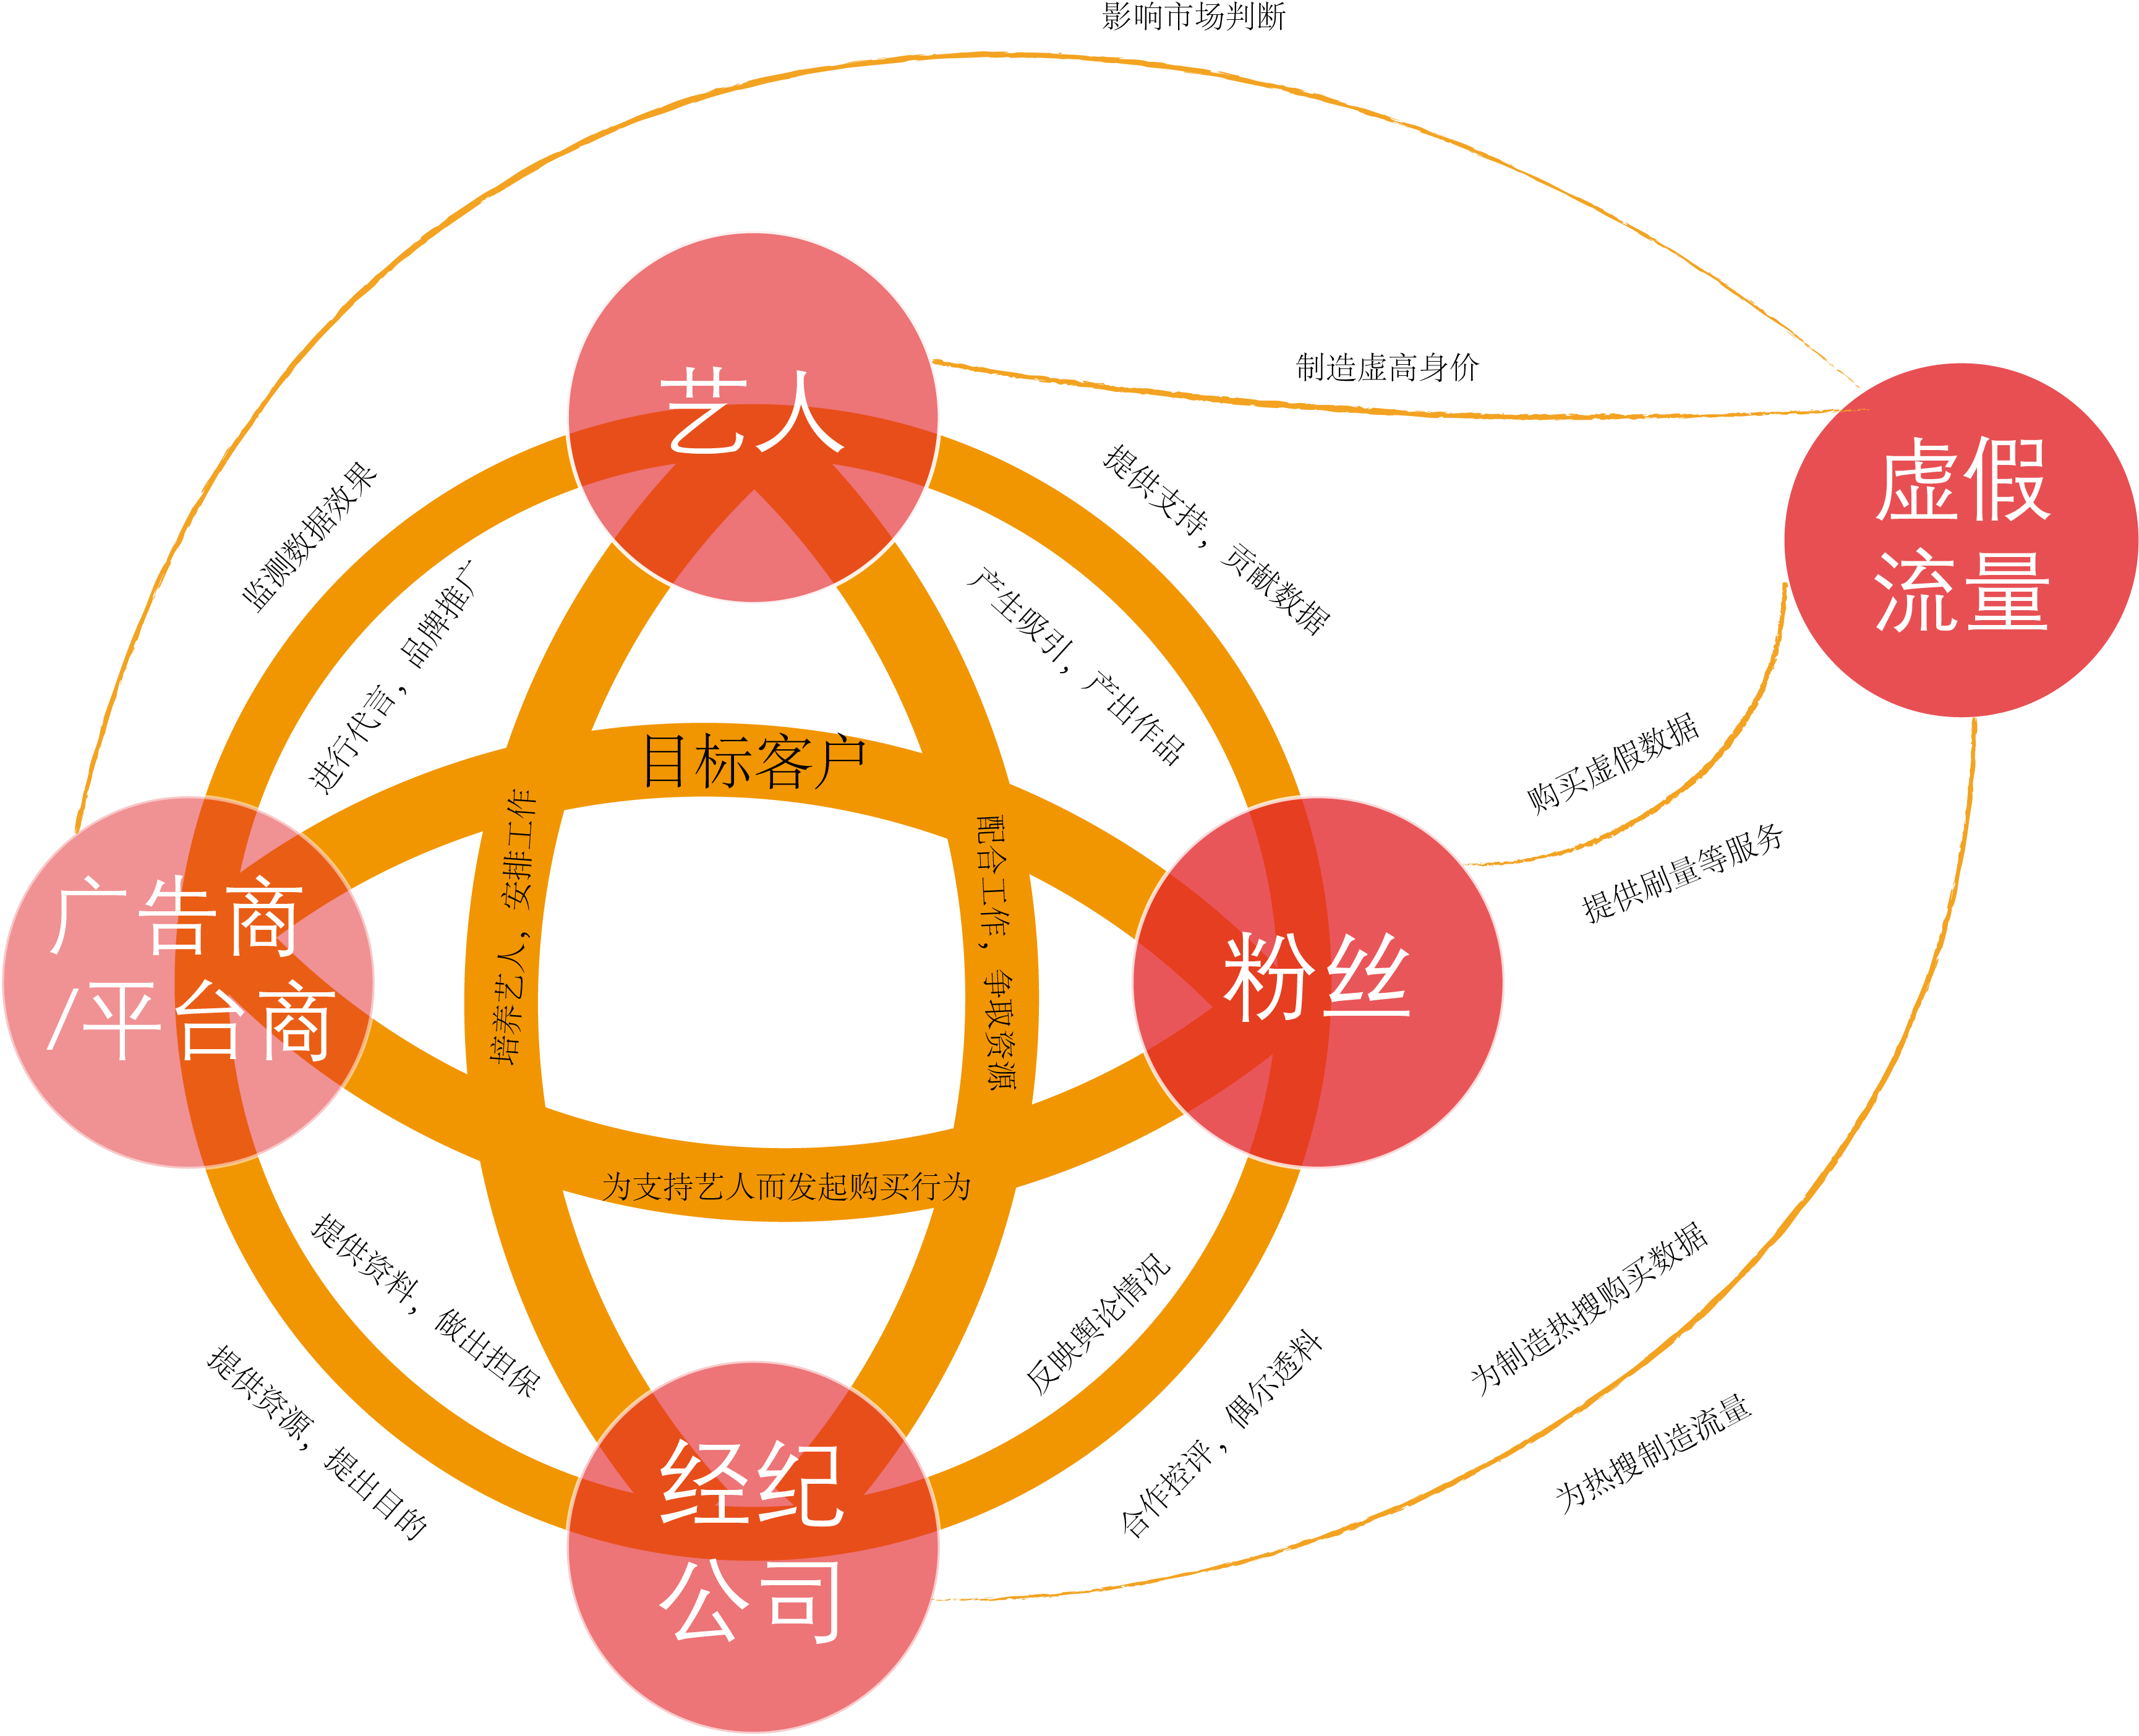 影响市场判断
艺人
制造虚高身价
虚假
流量
监测数据效果
进行代言，品牌推广
提供支持，贡献数据
产生吸引，产出作品
目标客户
购买虚假数据
提供刷量等服务
广告商
/平台商
培养艺人，安排工作
配合工作，争取资源
粉丝
为支持艺人而发起购买行为
提供资料，做出担保
提供资源，提出目的
反映舆论情况
合作控评，偶尔透料
为制造热搜购买数据
为热搜制造流量
经纪
公司